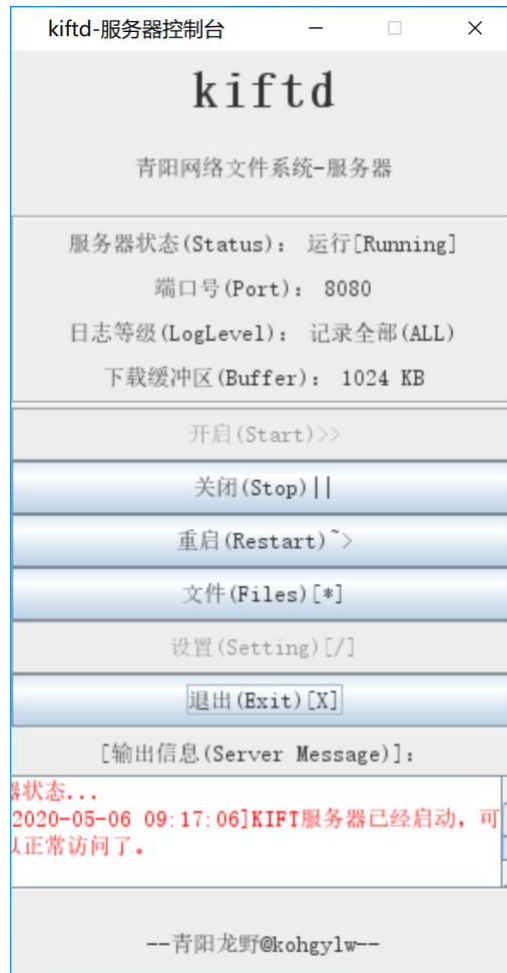 kiftd-服务器控制台
kiftd
青阳网络文件系统-服务器
服务器状态(Status)： 运行[Running]
端口号(Port)： 8080
日志等级(LogLevel)： 记录全部(ALL)
下载缓冲区(Buffer)： 1024 KB
开启(Start)>>
关闭(Stop)||
重启(Restart)~>
文件(Files)[*]
设置(Setting)[/]
退出(Exit)[X]
[输出信息(Server Message)]：
器状态...
2020-05-06 09:17:06]KIFT服务器已经启动，可
以正常访问了。
--青阳龙野@kohgylw--